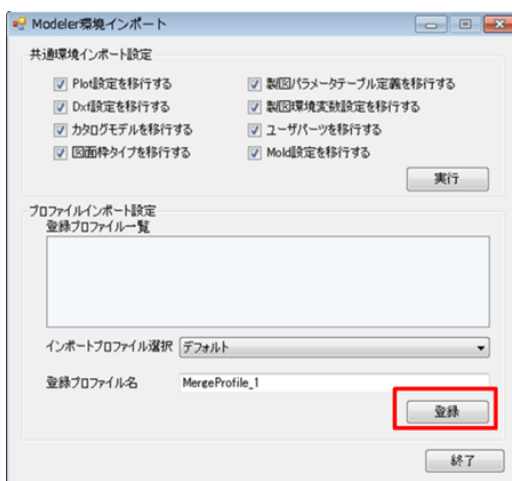 Modeler環境インポート
共通環境インポート設定
Plot設定を移行する
製図パラメータテーブル定義を移行する
Dxf設定を移行する
製図環境変数設定を移行する
カタログモデルを移行する
ユーザパーツを移行する
図面枠タイプを移行する
Mold設定を移行する
実行
プロファイルインポート設定
登録プロファイル一覧
インポートプロファイル選択 デフォルト
登録プロファイル名 MergeProfile_1
登録
終了